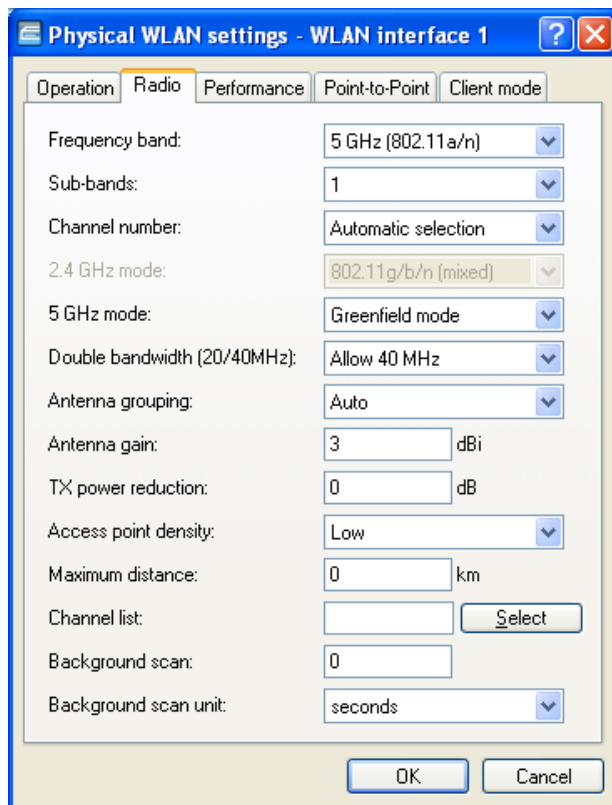 Physical WLAN settings - WLAN interface 1 ?
Operation Radio Performance Point-to-Point Client mode
Frequency band: 5 GHz (802.11a/n)
Sub-bands: 1
Channel number: Automatic selection
2.4 GHz mode: 802.11g/b/n (mixed)
5 GHz mode: Greenfield mode
Double bandwidth (20/40MHz): Allow 40 MHz
Antenna grouping: Auto
Antenna gain: 3 dBi
TX power reduction: 0 dB
Access point density: Low
Maximum distance: 0 km
Channel list: Select
Background scan: 0
Background scan unit: seconds
OK Cancel